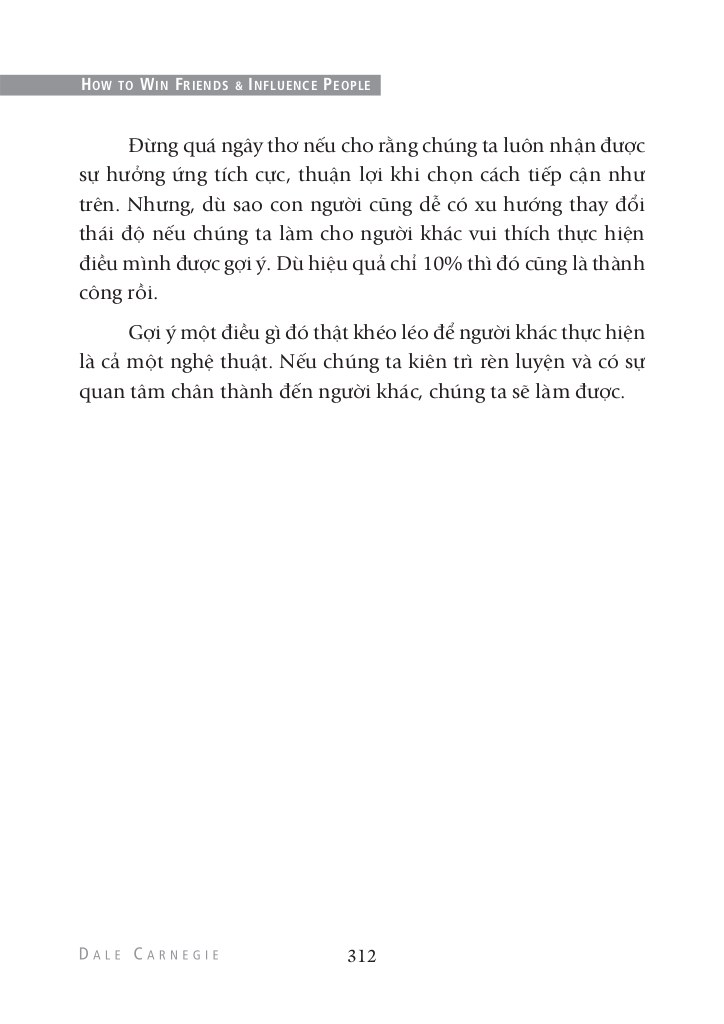 HOW TO WIN FRIENDS & INFLUENCE PEOPLE
Đừng quá ngây thơ nếu cho rằng chúng ta luôn nhận được
sự hưởng ứng tích cực, thuận lợi khi chọn cách tiếp cận như
trên. Nhưng, dù sao con người cũng dễ có xu hướng thay đổi
thái độ nếu chúng ta làm cho người khác vui thích thực hiện
điều mình được gợi ý. Dù hiệu quả chỉ 10% thì đó cũng là thành
công rồi.
Gợi ý một điều gì đó thật khéo léo để người khác thực hiện
là cả một nghệ thuật. Nếu chúng ta kiên trì rèn luyện và có sự
quan tâm chân thành đến người khác, chúng ta sẽ làm được.
DALE CARNEGIE 312